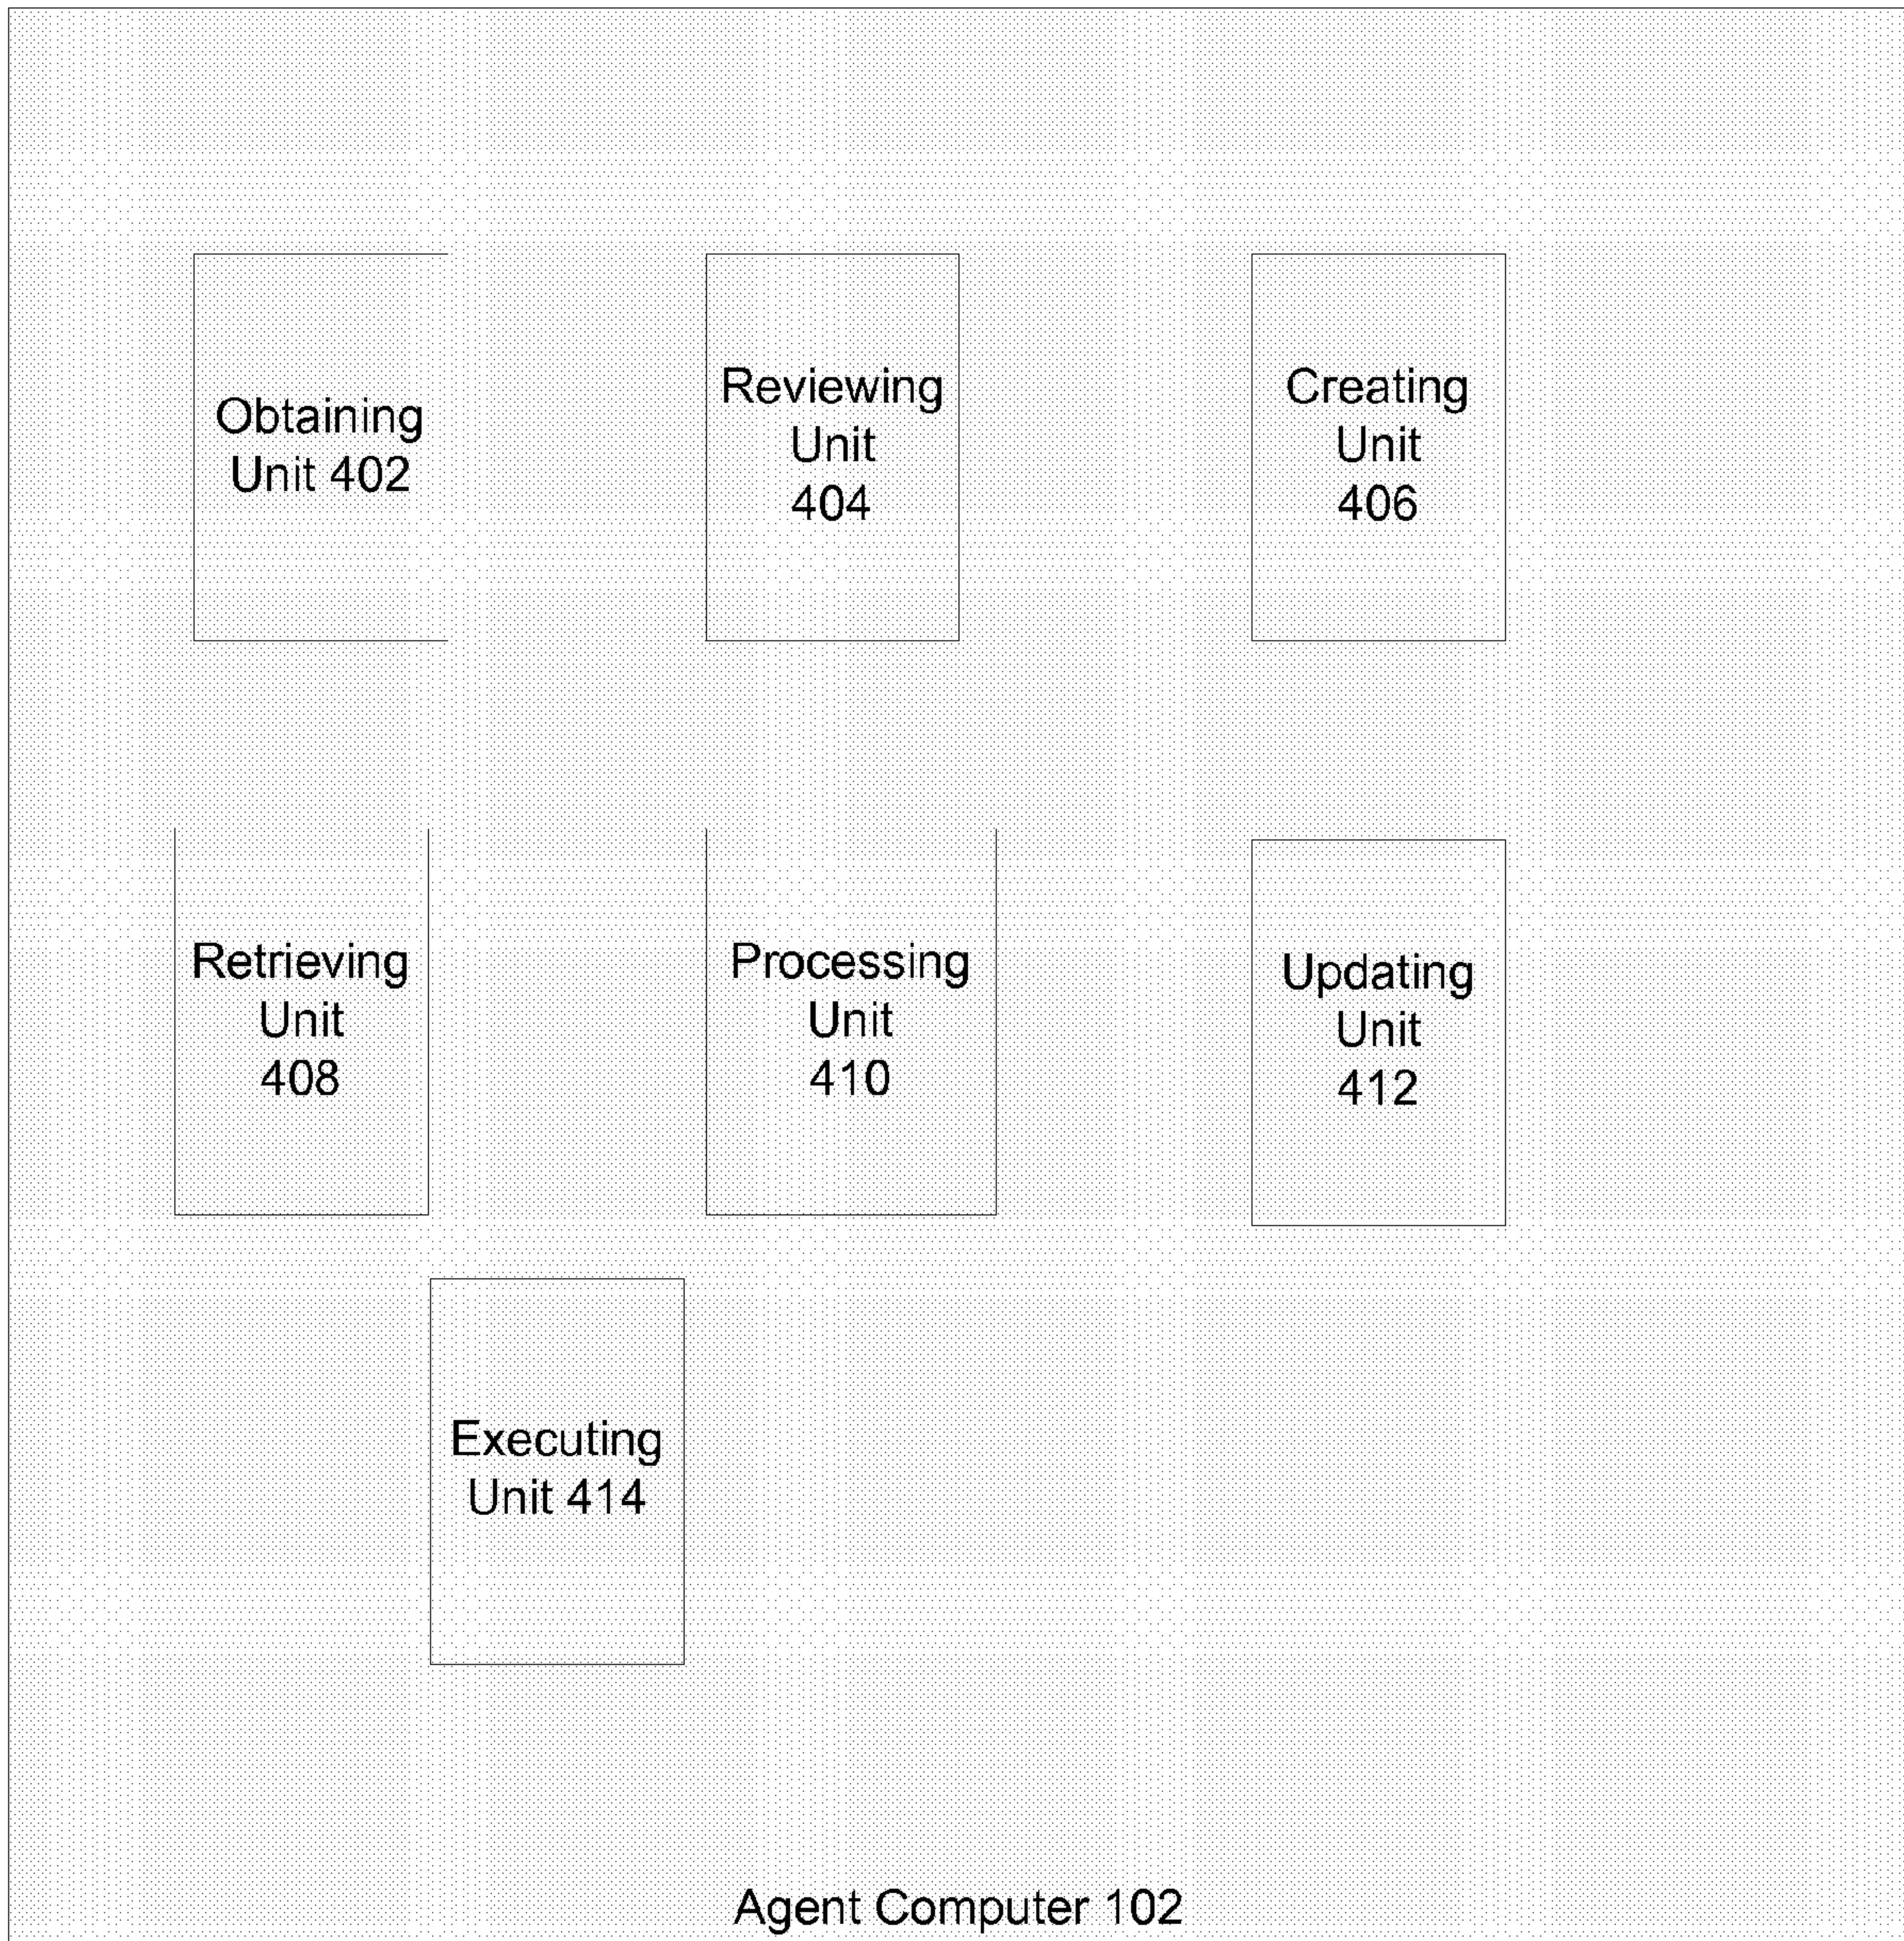 Obtaining
Unit 402
Reviewing
Unit
404
Creating
Unit
406
Retrieving
Unit
408
Processing
Unit
410
Updating
Unit
412
Executing
Unit 414
Agent Computer 102